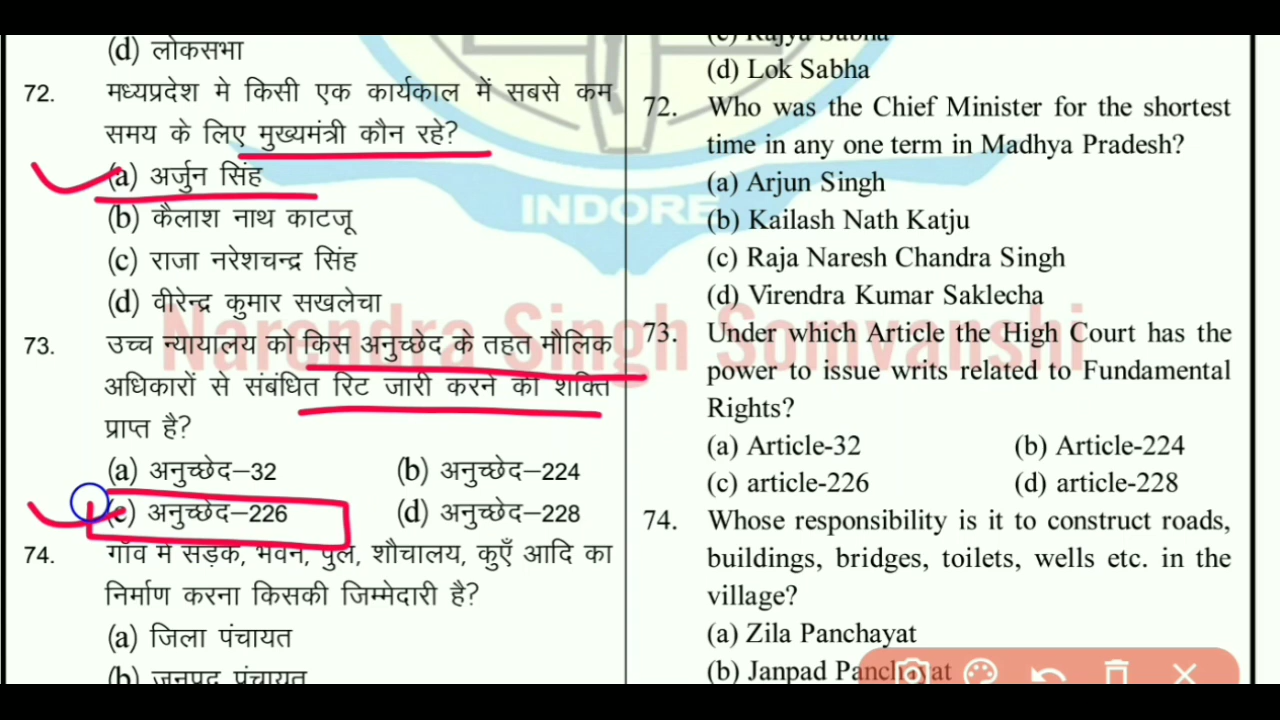 (d) लोकसभा
72. मध्यप्रदेश मे किसी एक कार्यकाल में सबसे कम
समय के लिए मुख्यमंत्री कौन रहे?
(a) अर्जुन सिंह
(b) कैलाश नाथ काटजू
(c) राजा नरेशचन्द्र सिंह
(d) वीरेन्द्र कुमार सखलेचा
73. उच्च न्यायालय को किस अनुच्छेद के तहत मौलिक
अधिकारों से संबंधित रिट जारी करने की शक्ति
प्राप्त है?
(a) अनुच्छेद–32 (b) अनुच्छेद–224
(c) अनुच्छेद–226 (d) अनुच्छेद–228
74. गाँव में सड़क, भवन, पुल, शौचालय, कुएँ आदि का
निर्माण करना किसकी जिम्मेदारी है?
(a) जिला पंचायत
(b) जनपद पंचायत
(c) Rajya Sabha
(d) Lok Sabha
72. Who was the Chief Minister for the shortest
time in any one term in Madhya Pradesh?
(a) Arjun Singh
(b) Kailash Nath Katju
(c) Raja Naresh Chandra Singh
(d) Virendra Kumar Saklecha
73. Under which Article the High Court has the
power to issue writs related to Fundamental
Rights?
(a) Article-32 (b) Article-224
(c) article-226 (d) article-228
74. Whose responsibility is it to construct roads,
buildings, bridges, toilets, wells etc. in the
village?
(a) Zila Panchayat
(b) Janpad Panchayat
INDORE
Narendra Singh Somvanshi